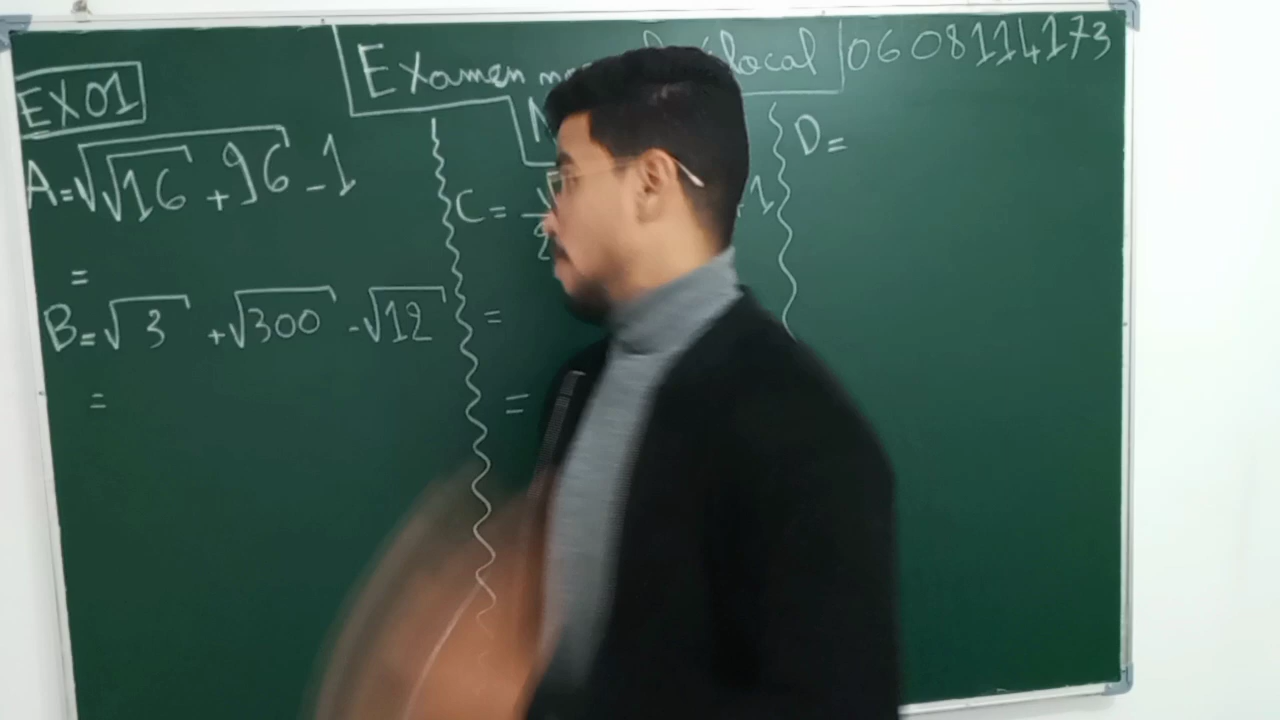 Examen local
0608114173
EX01
A=√(√16 + 96) - 1
=
B=√3 + √300 - √12
=
C =
=
=
D=